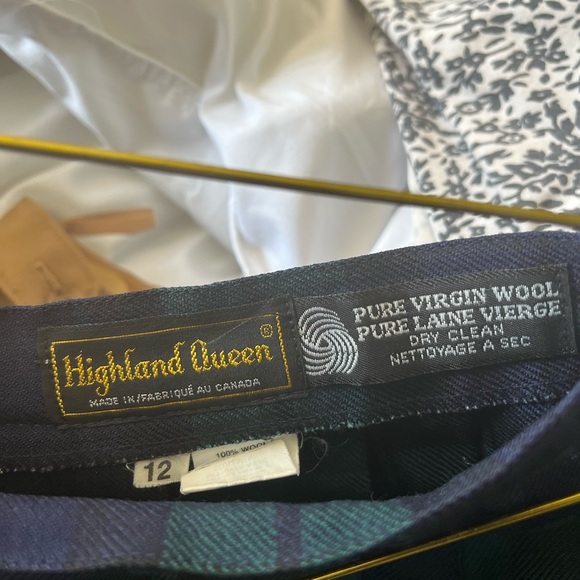 Highland Queen ®
MADE IN/FABRIQUÉ AU CANADA
PURE VIRGIN WOOL
PURE LAINE VIERGE
DRY CLEAN
NETTOYAGE A SEC
12
100% WOOL